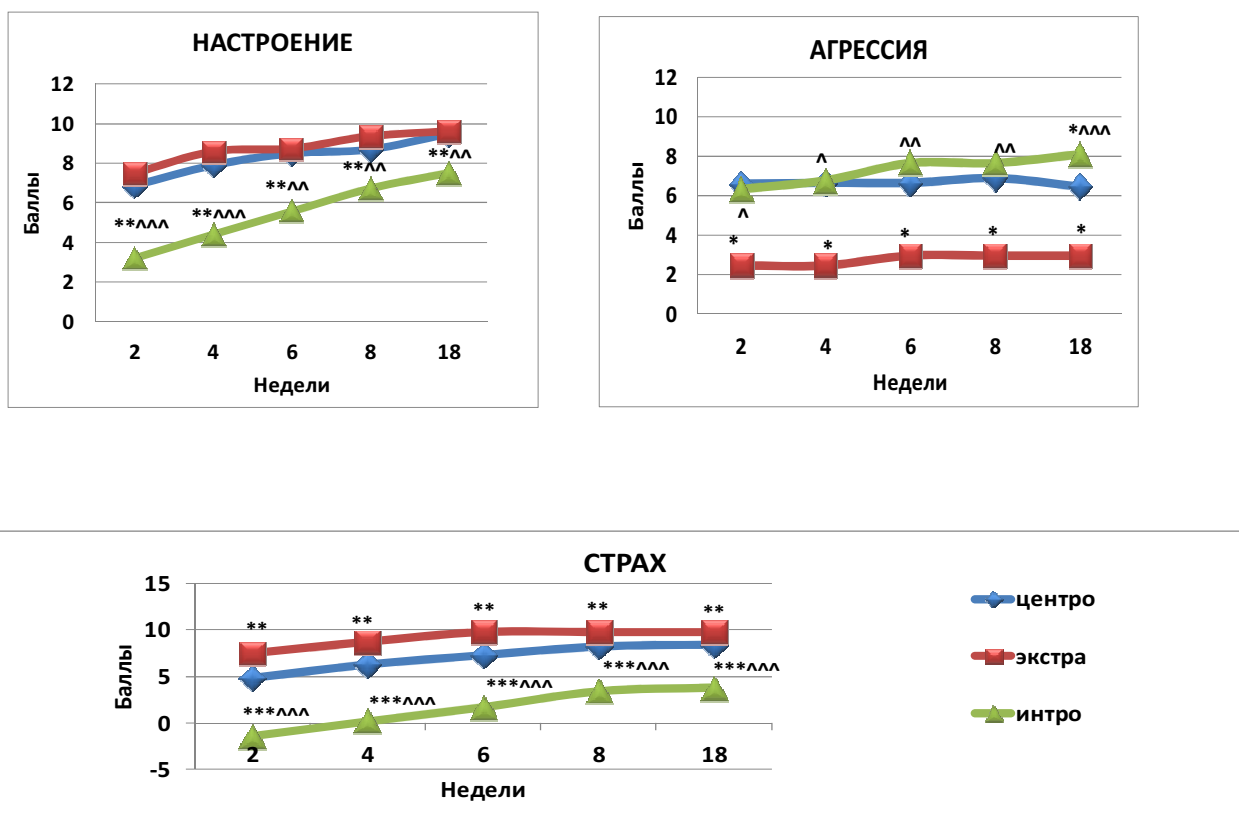 НАСТРОЕНИЕ
12
10
8
6
4
2
0
Баллы
**^^^
**^^^
**^^
**^^
**^^
2 4 6 8 18
Недели
АГРЕССИЯ
12
10
8
6
4
2
0
Баллы
^
^
^^
^^
*^^^
*
*
*
*
*
2 4 6 8 18
Недели
СТРАХ
15
10
5
0
-5
Баллы
** ** ** ** **
***^^^ ***^^^ ***^^^ ***^^^ ***^^^
2 4 6 8 18
Недели
центро
экстра
интро